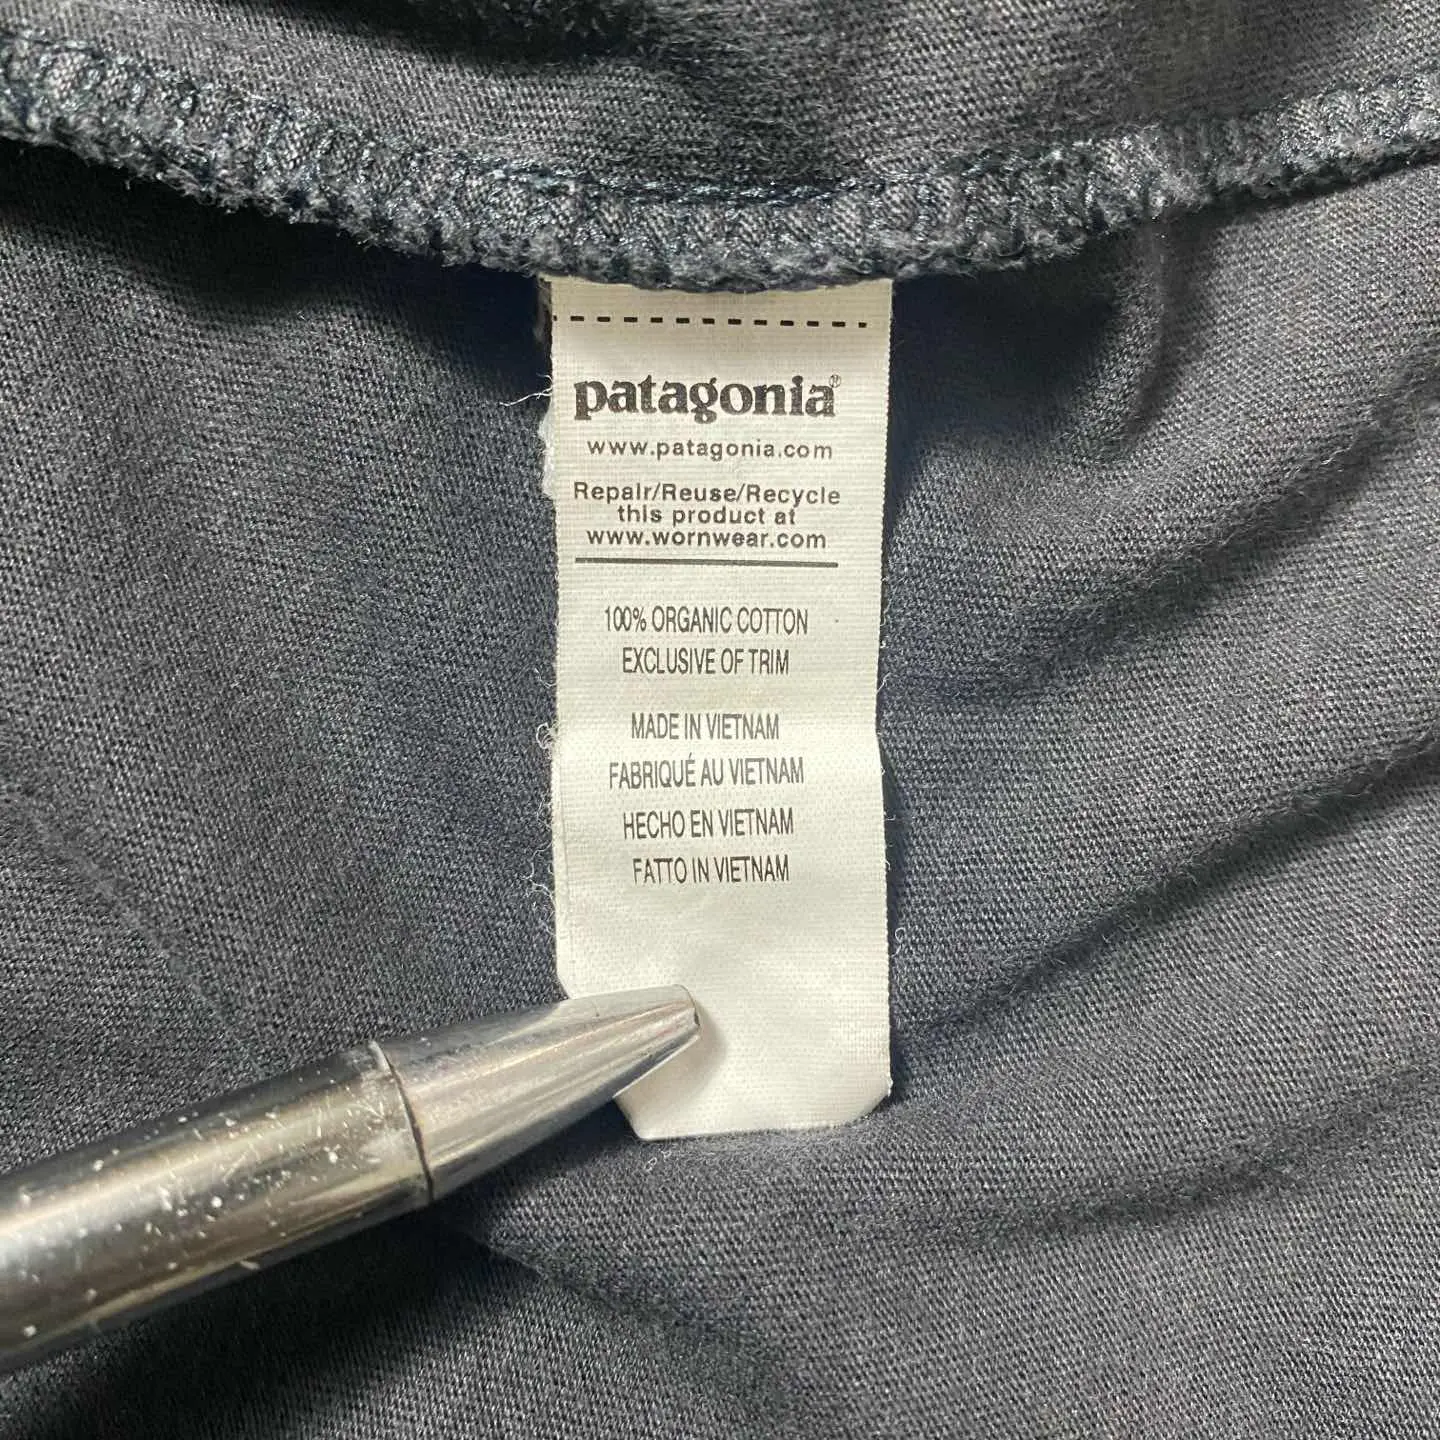 patagonia®
www.patagonia.com
Repair/Reuse/Recycle
this product at
www.wornwear.com
100% ORGANIC COTTON
EXCLUSIVE OF TRIM
MADE IN VIETNAM
FABRIQUÉ AU VIETNAM
HECHO EN VIETNAM
FATTO IN VIETNAM